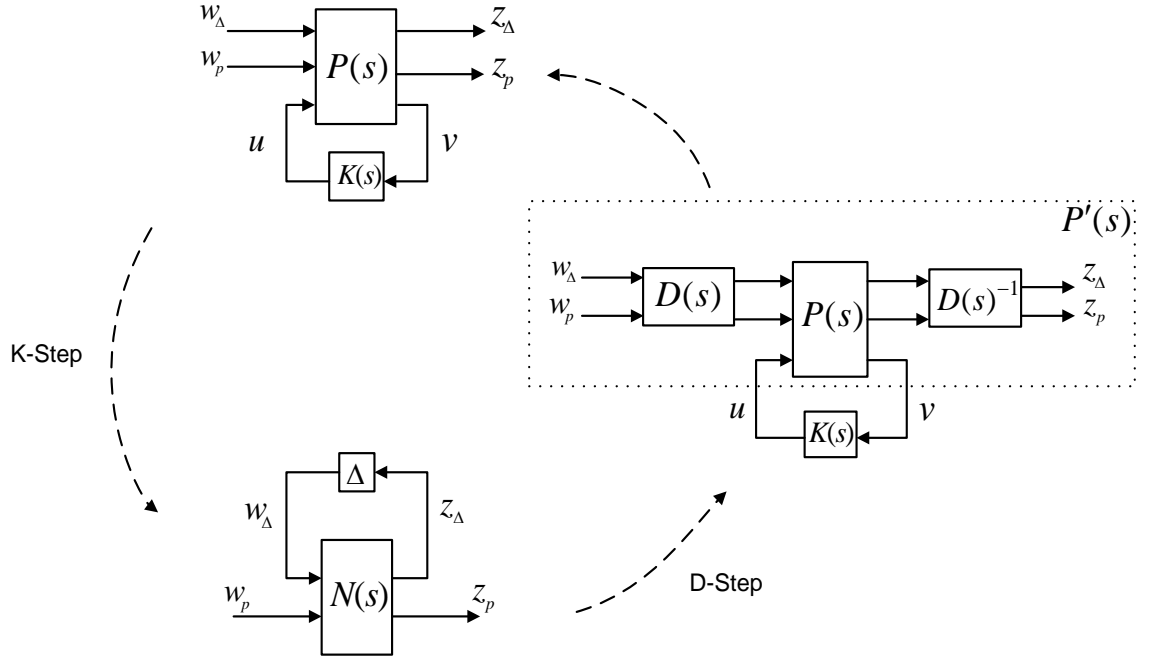 w_Δ
z_Δ
w_p
P(s)
z_p
u
v
K(s)
P′(s)
w_Δ
D(s)
P(s)
D(s)⁻¹
z_Δ
w_p
z_p
K-Step
u
v
K(s)
Δ
w_Δ
z_Δ
w_p
N(s)
z_p
D-Step